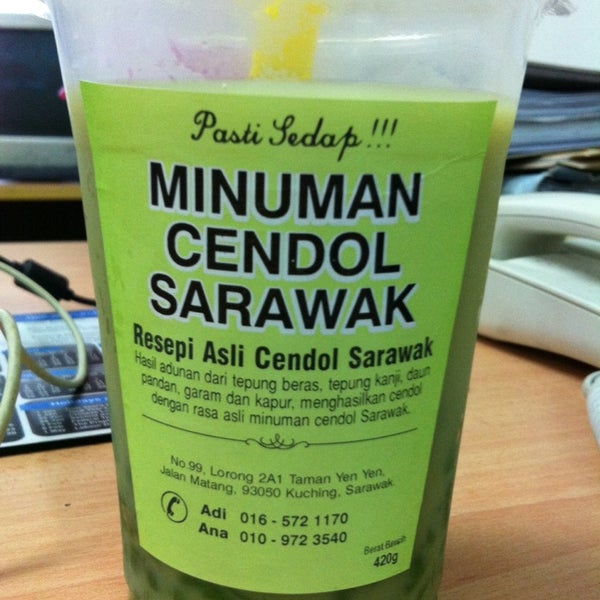 Pasti Sedap!!!
MINUMAN
CENDOL
SARAWAK
Resepi Asli Cendol Sarawak
Hasil adunan dari tepung beras, tepung kanji, daun
pandan, garam dan kapur, menghasilkan cendol
dengan rasa asli minuman cendol Sarawak.
No.99, Lorong 2A1 Taman Yen Yen,
Jalan Matang, 93050 Kuching, Sarawak.
Adi 016 - 572 1170
Ana 010 - 972 3540
Berat Bersih
420g